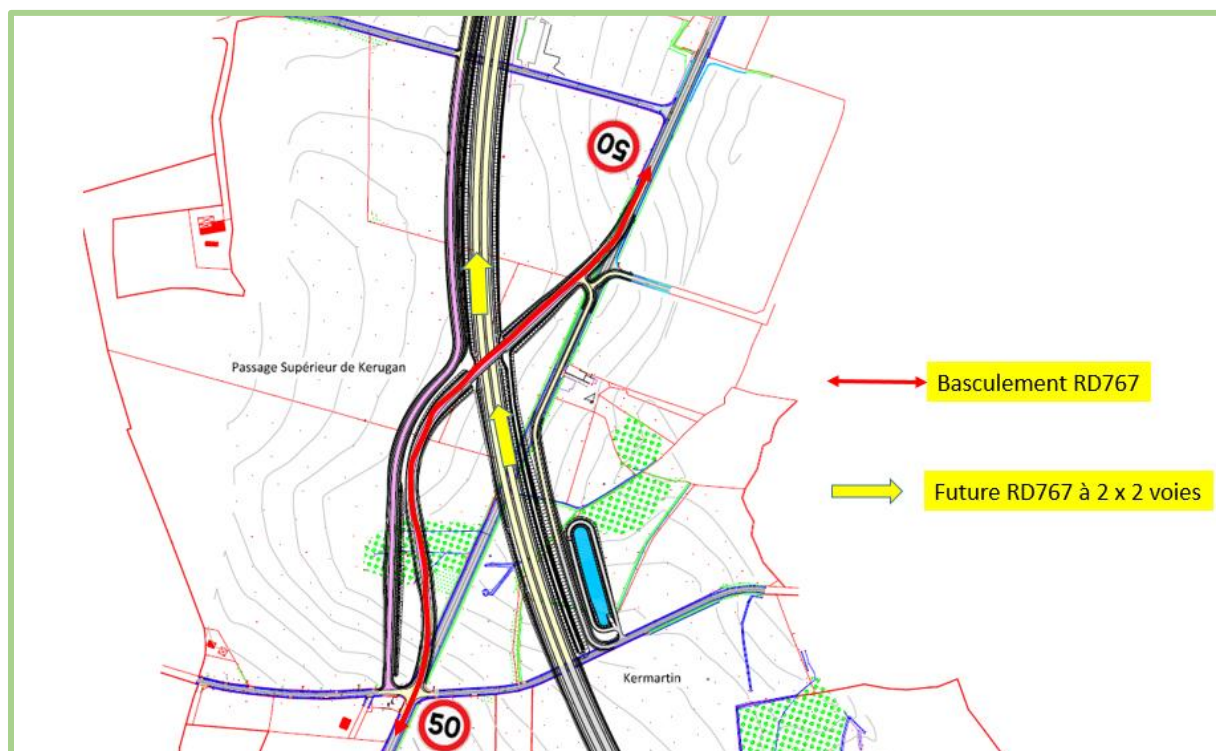 50
Passage Supérieur de Kerugan
Basculement RD767
Future RD767 à 2 x 2 voies
Kermartin
50